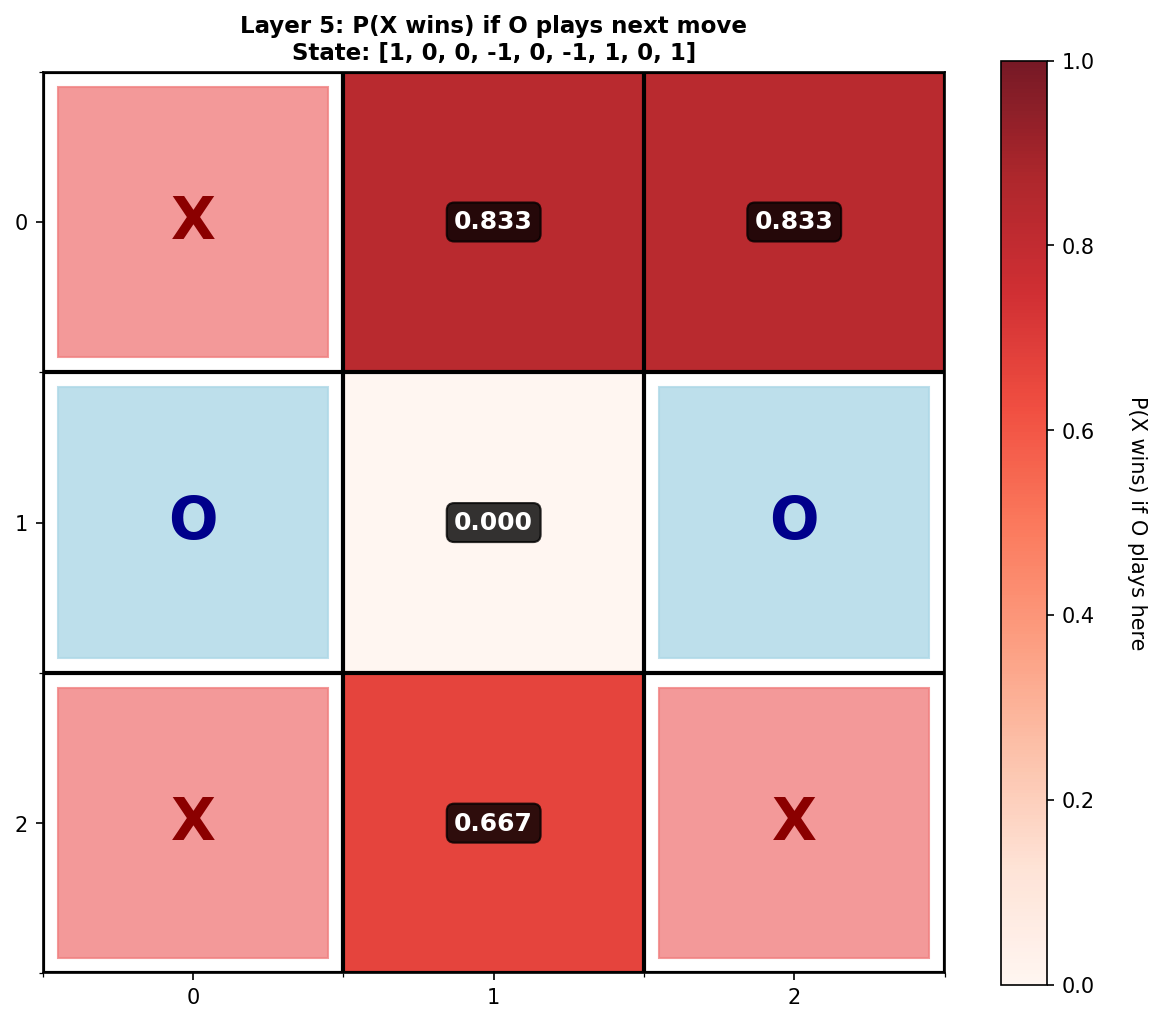 Layer 5: P(X wins) if O plays next move
State: [1, 0, 0, -1, 0, -1, 1, 0, 1]
0
X
0.833
0.833
1
O
0.000
O
2
X
0.667
X
0
1
2
1.0
0.8
0.6
0.4
0.2
0.0
P(X wins) if O plays here